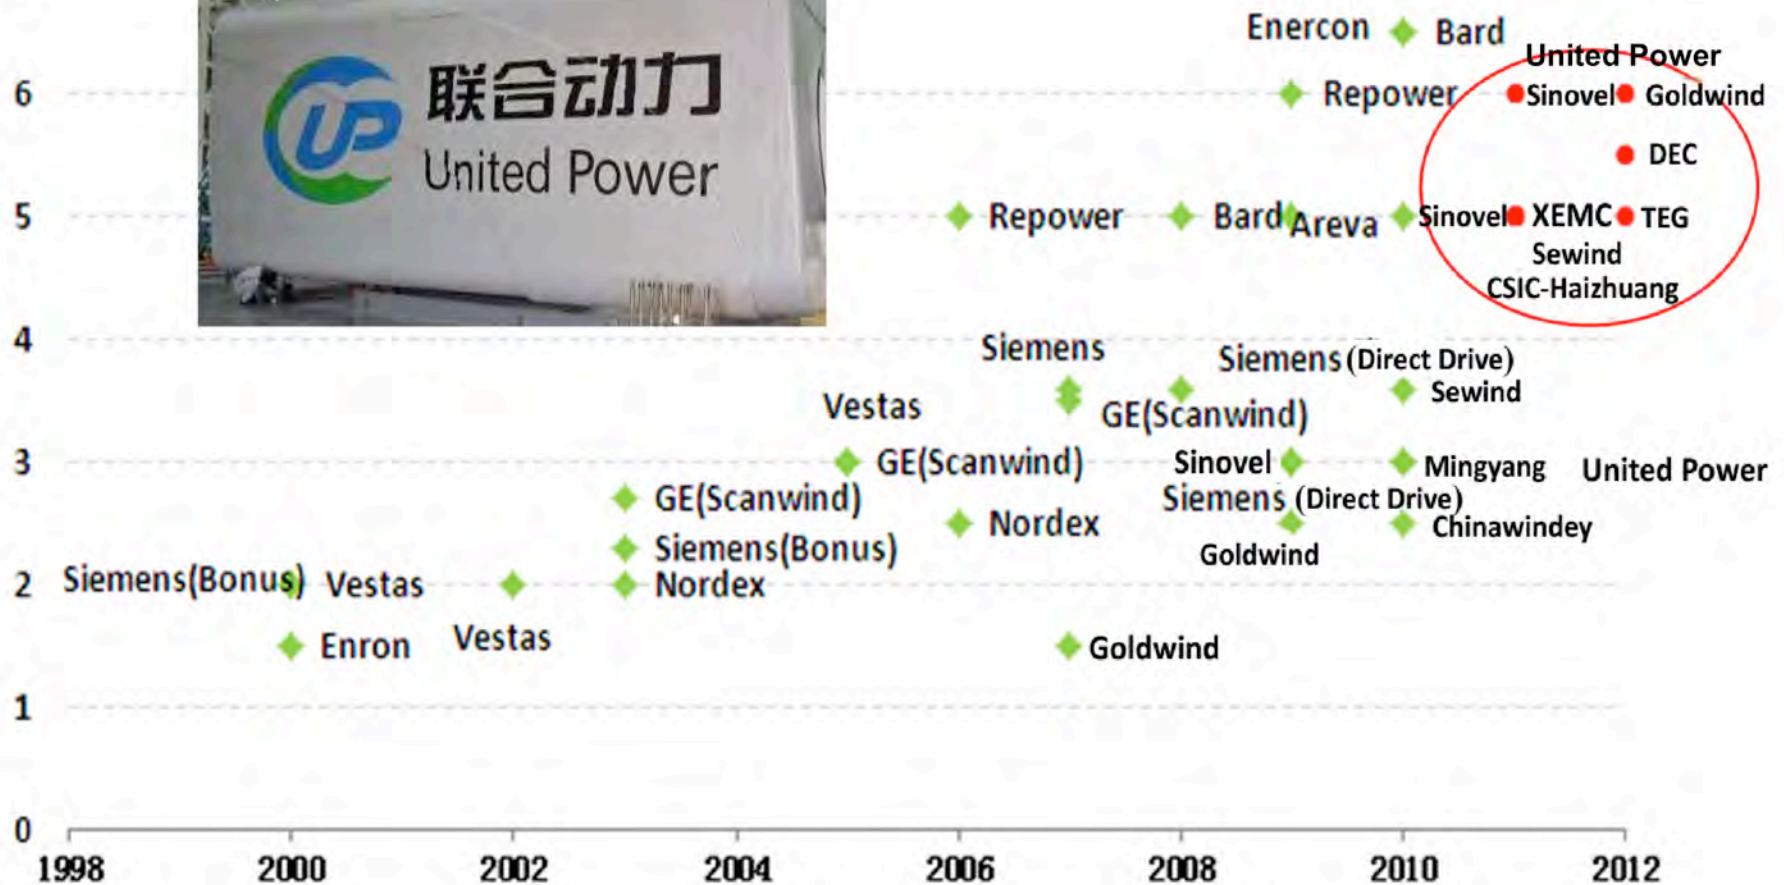 Enercon
Bard
United Power
6
Repower
Sinovel
Goldwind
UP
联合动力
United Power
DEC
5
Repower
Bard
Areva
Sinovel
XEMC
TEG
Sewind
CSIC-Haizhuang
4
Siemens
Siemens (Direct Drive)
Sewind
Vestas
GE(Scanwind)
3
GE(Scanwind)
Sinovel
Mingyang
United Power
GE(Scanwind)
Siemens (Direct Drive)
Nordex
Chinawindey
Siemens(Bonus)
Goldwind
2
Siemens(Bonus)
Vestas
Nordex
Enron
Vestas
Goldwind
1
0
1998 2000 2002 2004 2006 2008 2010 2012